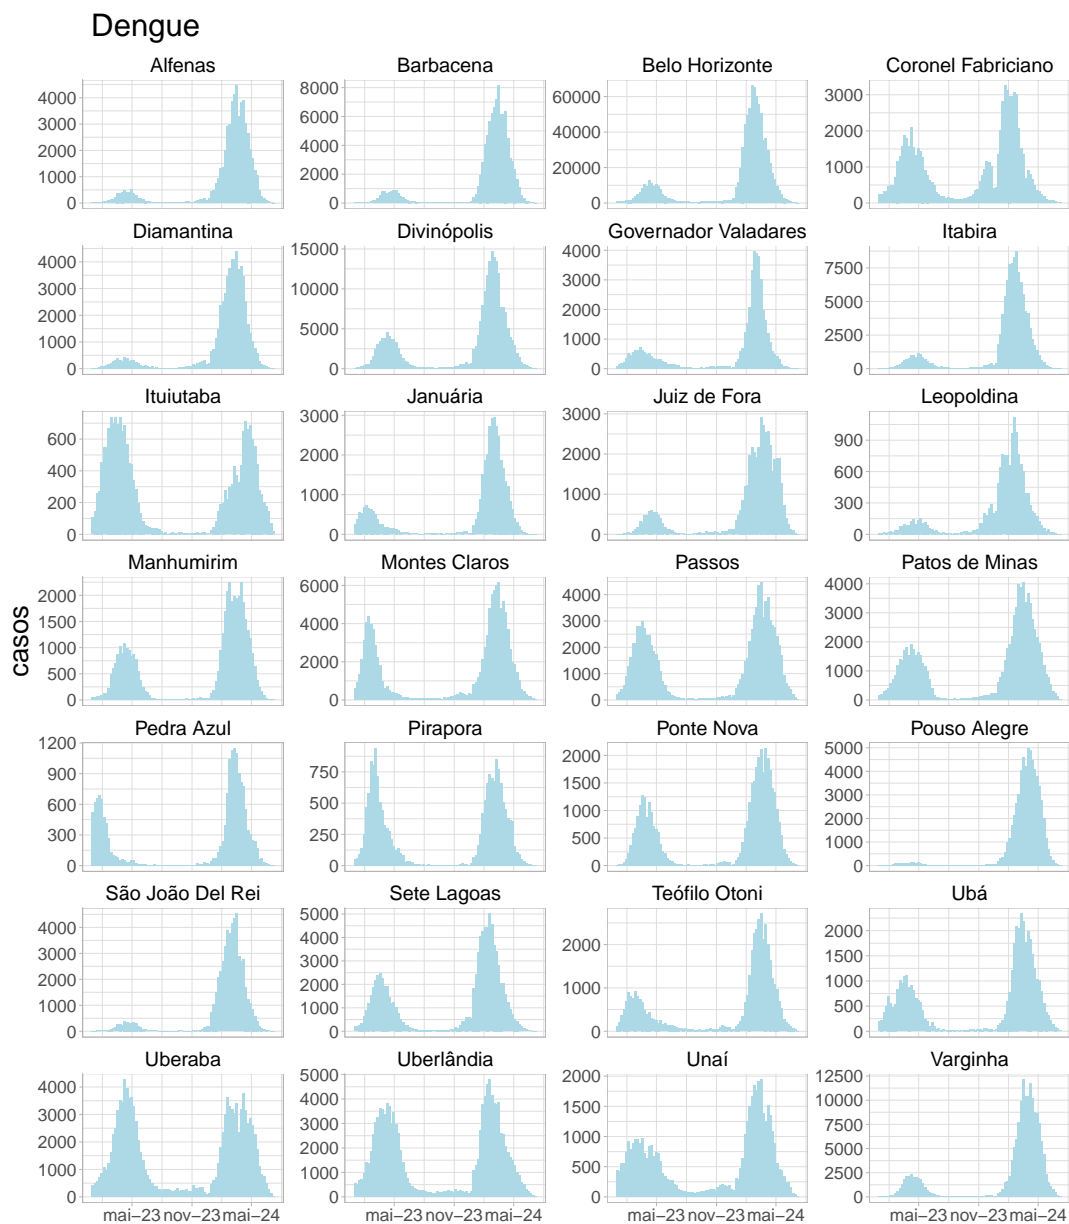 Dengue
Alfenas Barbacena Belo Horizonte Coronel Fabriciano
4000 8000 60000 3000
3000 6000 40000 2000
2000 4000 20000 1000
1000 2000 0 0
0 0
Diamantina Divinópolis Governador Valadares Itabira
4000 15000 4000 7500
3000 10000 3000 5000
2000 5000 2000 2500
1000 0 1000 0
0 0
Ituiutaba Januária Juiz de Fora Leopoldina
600 3000 3000 900
400 2000 2000 600
200 1000 1000 300
0 0 0 0
casos
Manhumirim Montes Claros Passos Patos de Minas
2000 6000 4000 4000
1500 4000 3000 3000
1000 2000 2000 2000
500 0 1000 1000
0 0 0
Pedra Azul Pirapora Ponte Nova Pouso Alegre
1200 750 2000 5000
900 500 1500 4000
600 250 1000 3000
300 0 500 2000
0 0 1000
0
São João Del Rei Sete Lagoas Teófilo Otoni Ubá
4000 5000 2000 2000
3000 4000 1000 1500
2000 3000 0 1000
1000 2000 500
0 1000 0
0
Uberaba Uberlândia Unaí Varginha
4000 5000 2000 12500
3000 4000 1500 10000
2000 3000 1000 7500
1000 2000 500 5000
0 1000 0 2500
0 0
mai−23 nov−23 mai−24 mai−23 nov−23 mai−24 mai−23 nov−23 mai−24 mai−23 nov−23 mai−24